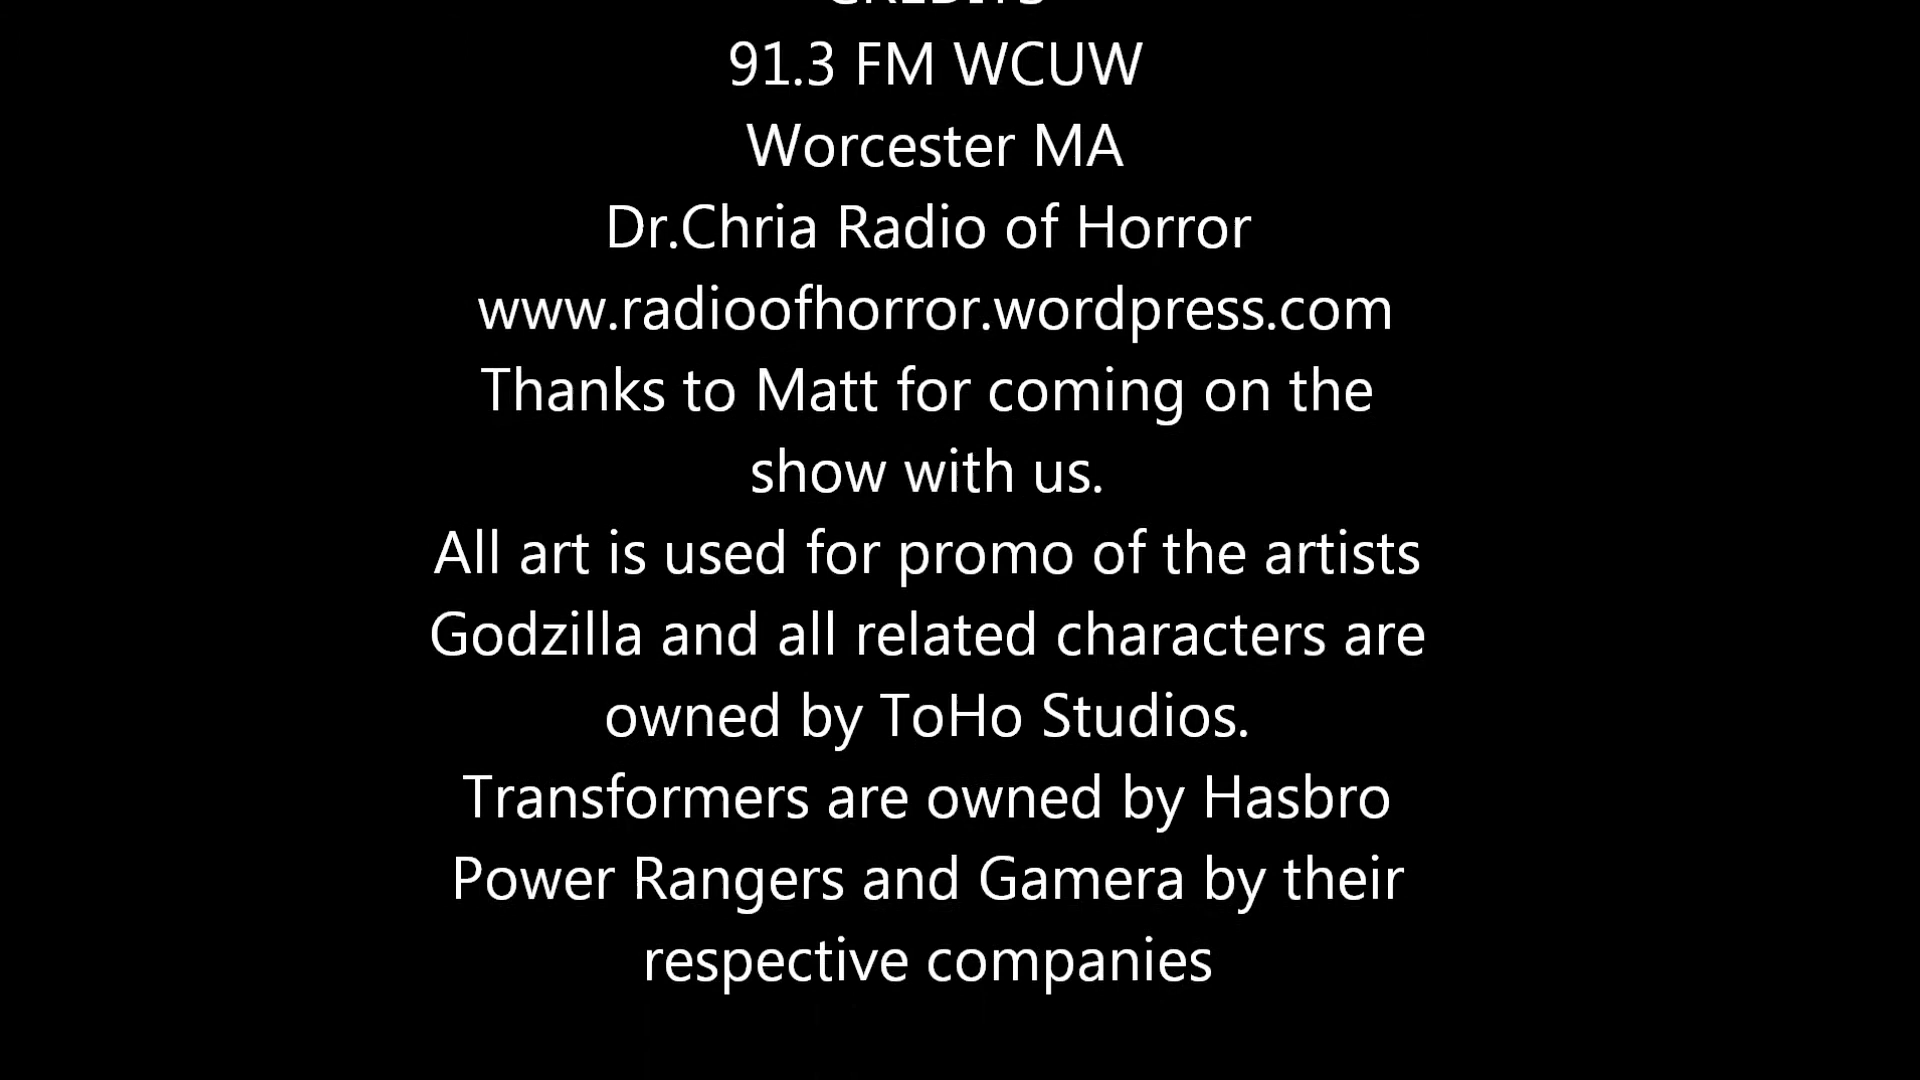 CREDITS
91.3 FM WCUW
Worcester MA
Dr.Chria Radio of Horror
www.radioofhorror.wordpress.com
Thanks to Matt for coming on the
show with us.
All art is used for promo of the artists
Godzilla and all related characters are
owned by ToHo Studios.
Transformers are owned by Hasbro
Power Rangers and Gamera by their
respective companies